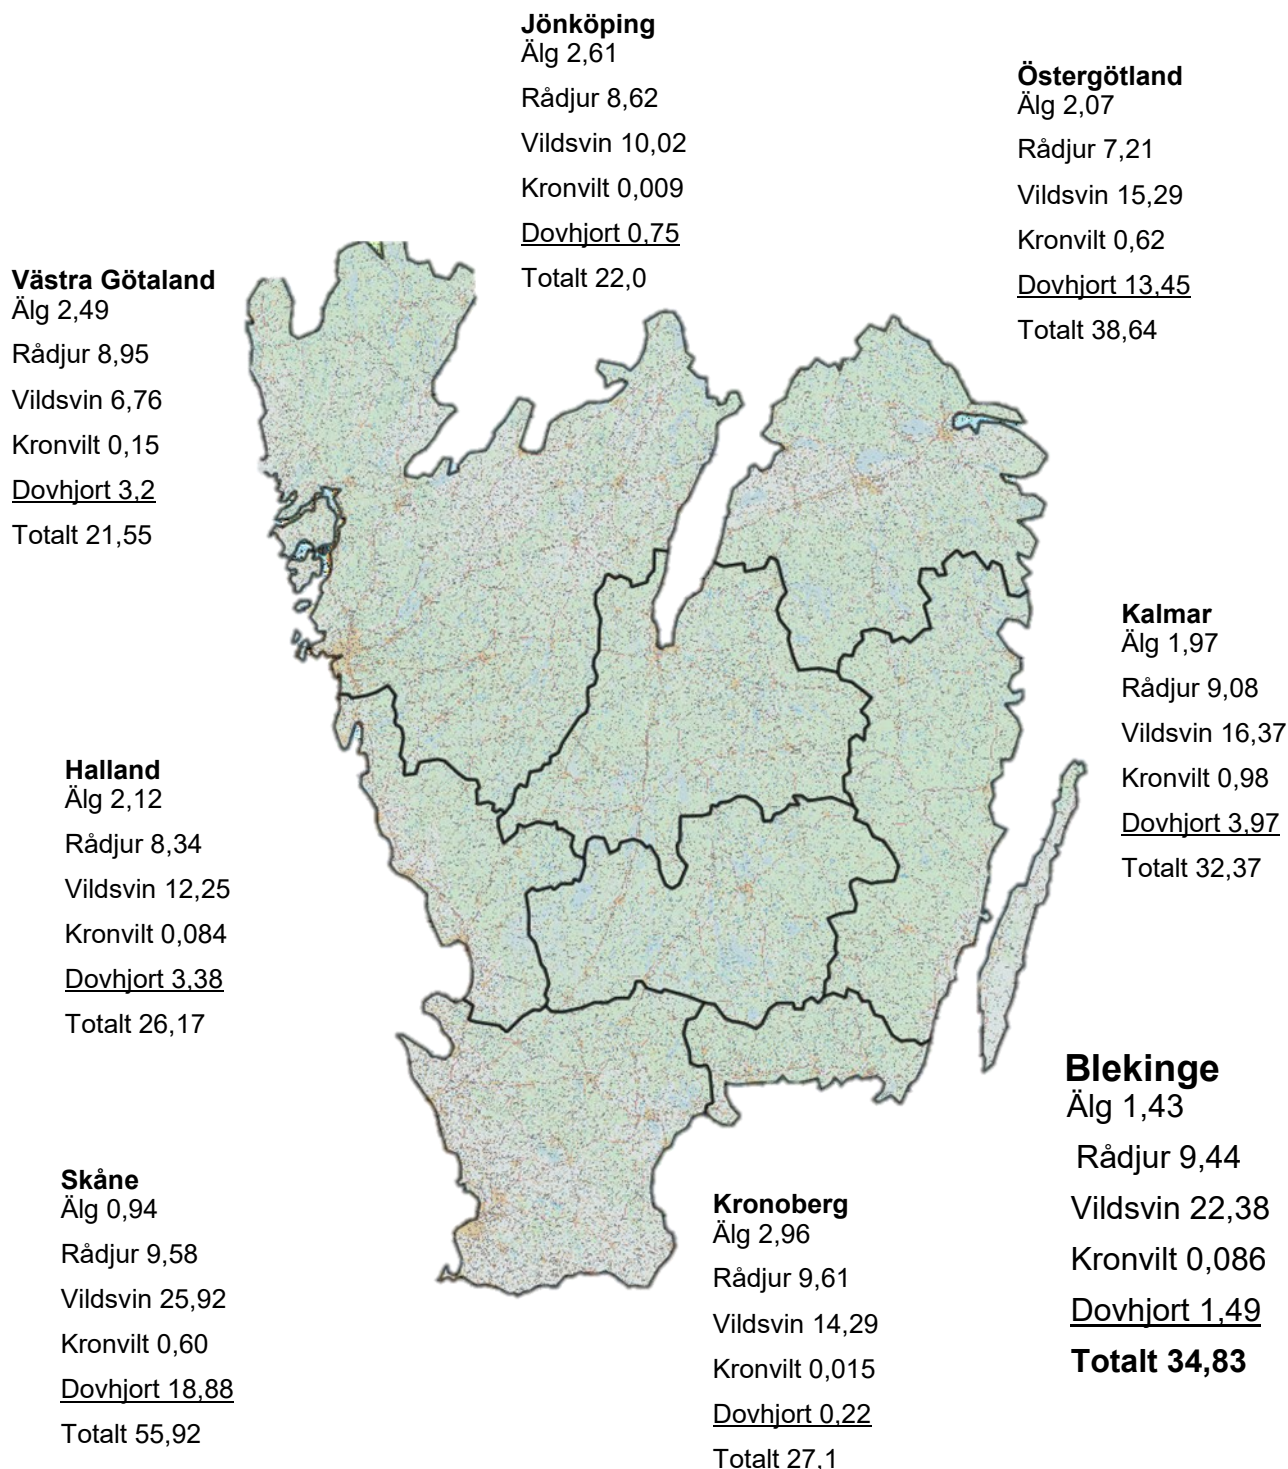 Jönköping
Älg 2,61
Rådjur 8,62
Vildsvin 10,02
Kronvilt 0,009
Dovhjort 0,75
Totalt 22,0
Östergötland
Älg 2,07
Rådjur 7,21
Vildsvin 15,29
Kronvilt 0,62
Dovhjort 13,45
Totalt 38,64
Västra Götaland
Älg 2,49
Rådjur 8,95
Vildsvin 6,76
Kronvilt 0,15
Dovhjort 3,2
Totalt 21,55
Kalmar
Älg 1,97
Rådjur 9,08
Vildsvin 16,37
Kronvilt 0,98
Dovhjort 3,97
Totalt 32,37
Halland
Älg 2,12
Rådjur 8,34
Vildsvin 12,25
Kronvilt 0,084
Dovhjort 3,38
Totalt 26,17
Blekinge
Älg 1,43
Rådjur 9,44
Vildsvin 22,38
Kronvilt 0,086
Dovhjort 1,49
Totalt 34,83
Skåne
Älg 0,94
Rådjur 9,58
Vildsvin 25,92
Kronvilt 0,60
Dovhjort 18,88
Totalt 55,92
Kronoberg
Älg 2,96
Rådjur 9,61
Vildsvin 14,29
Kronvilt 0,015
Dovhjort 0,22
Totalt 27,1